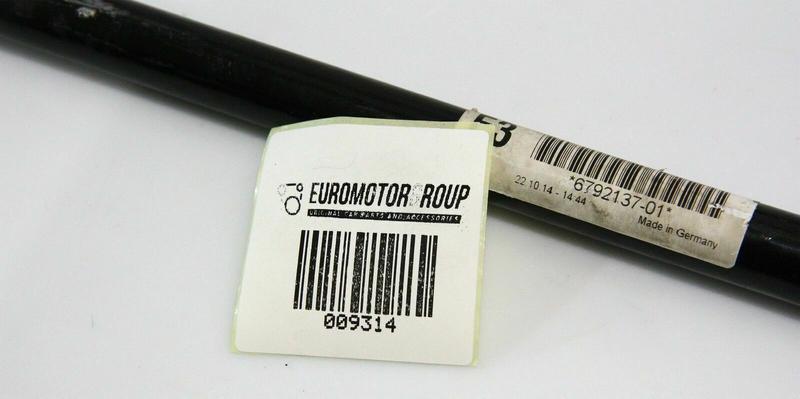 EUROMOTORGROUP
ORIGINAL CAR PARTS AND ACCESSORIES
009314
53
*6792137-01*
22 10 14 - 14 44
Made in Germany